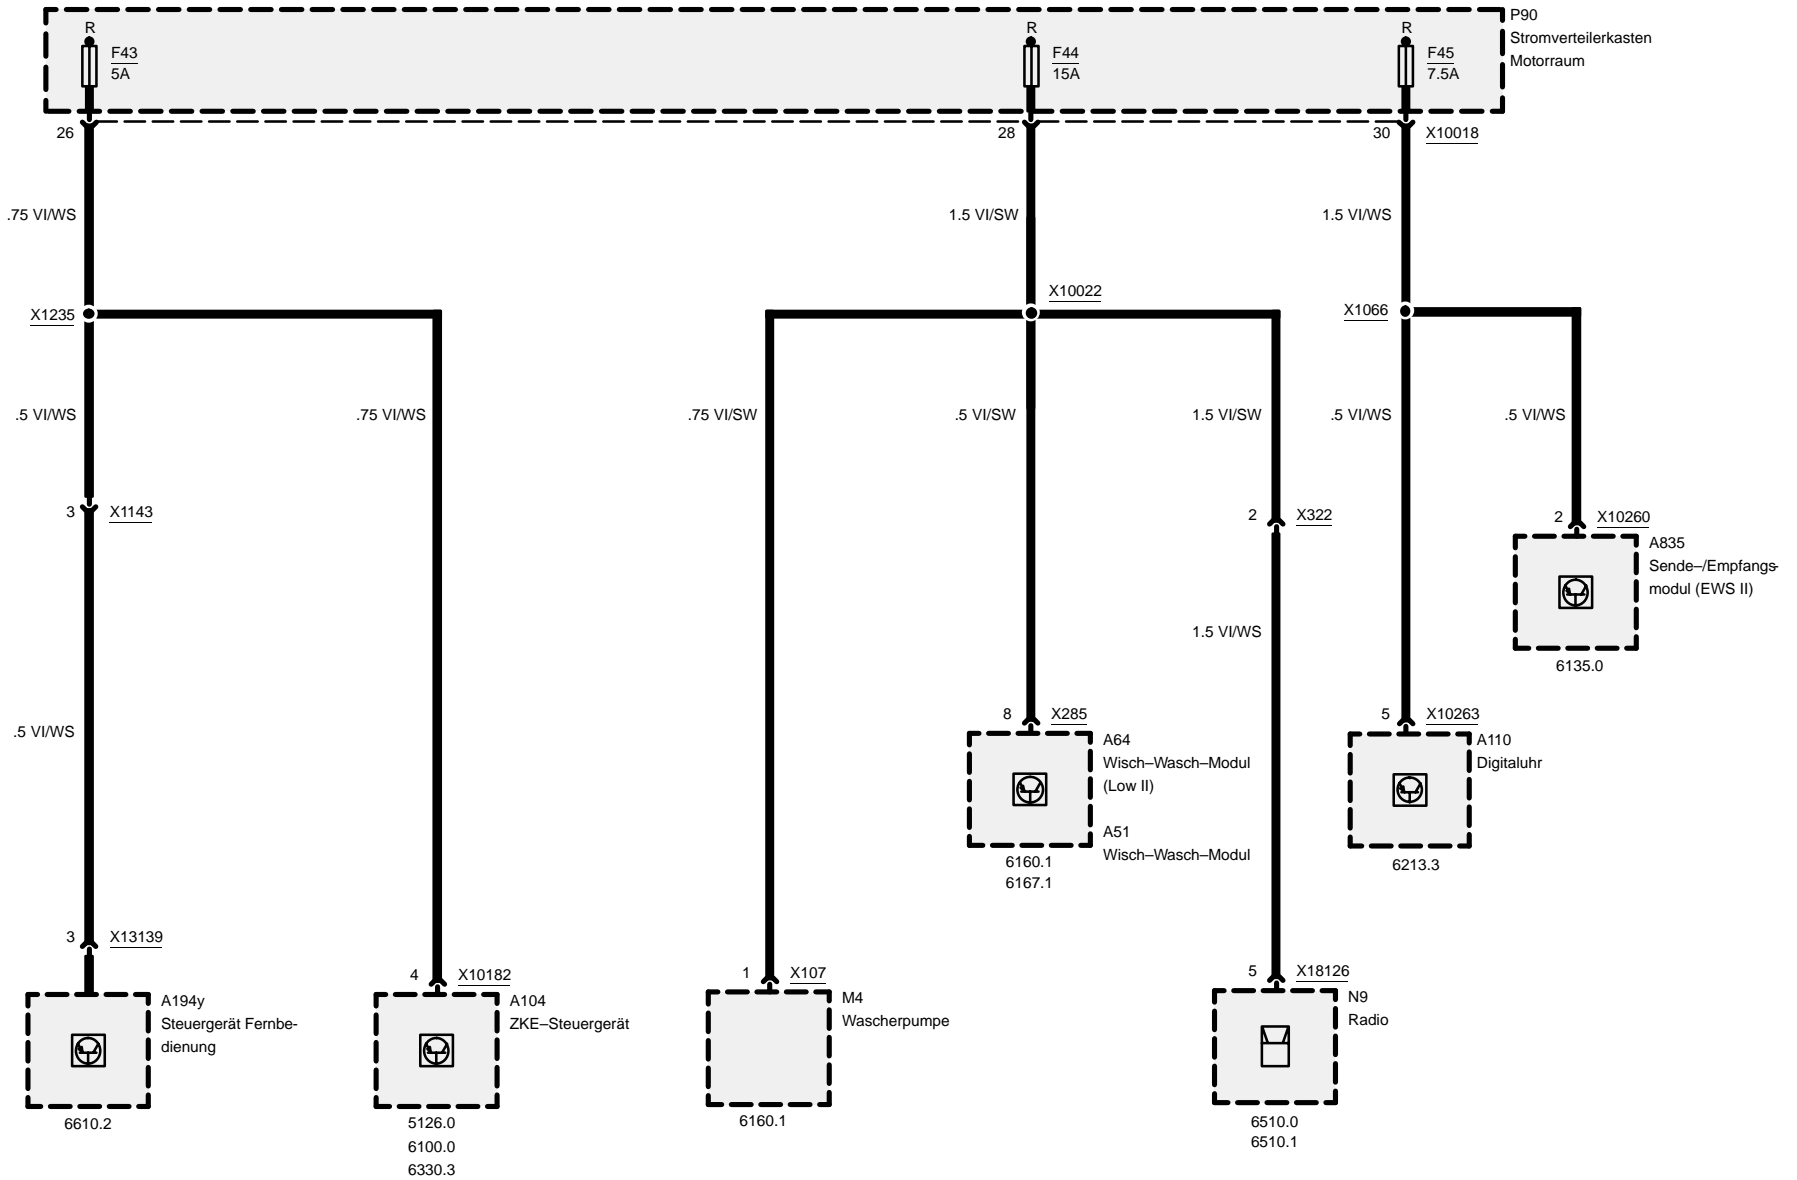 P90
Stromverteilerkasten
Motorraum
R
F43
5A
R
F44
15A
R
F45
7.5A
26
28
30
X10018
.75 VI/WS
1.5 VI/SW
1.5 VI/WS
X1235
X10022
X1066
.5 VI/WS
.75 VI/WS
.75 VI/SW
.5 VI/SW
1.5 VI/SW
.5 VI/WS
.5 VI/WS
3
X1143
2
X322
2
X10260
A835
Sende–/Empfangs-
modul (EWS II)
6135.0
1.5 VI/WS
.5 VI/WS
8
X285
A64
Wisch–Wasch–Modul
(Low II)
A51
Wisch–Wasch–Modul
6160.1
6167.1
5
X10263
A110
Digitaluhr
6213.3
3
X13139
A194y
Steuergerät Fernbe-
dienung
6610.2
4
X10182
A104
ZKE–Steuergerät
5126.0
6100.0
6330.3
1
X107
M4
Wascherpumpe
6160.1
5
X18126
N9
Radio
6510.0
6510.1